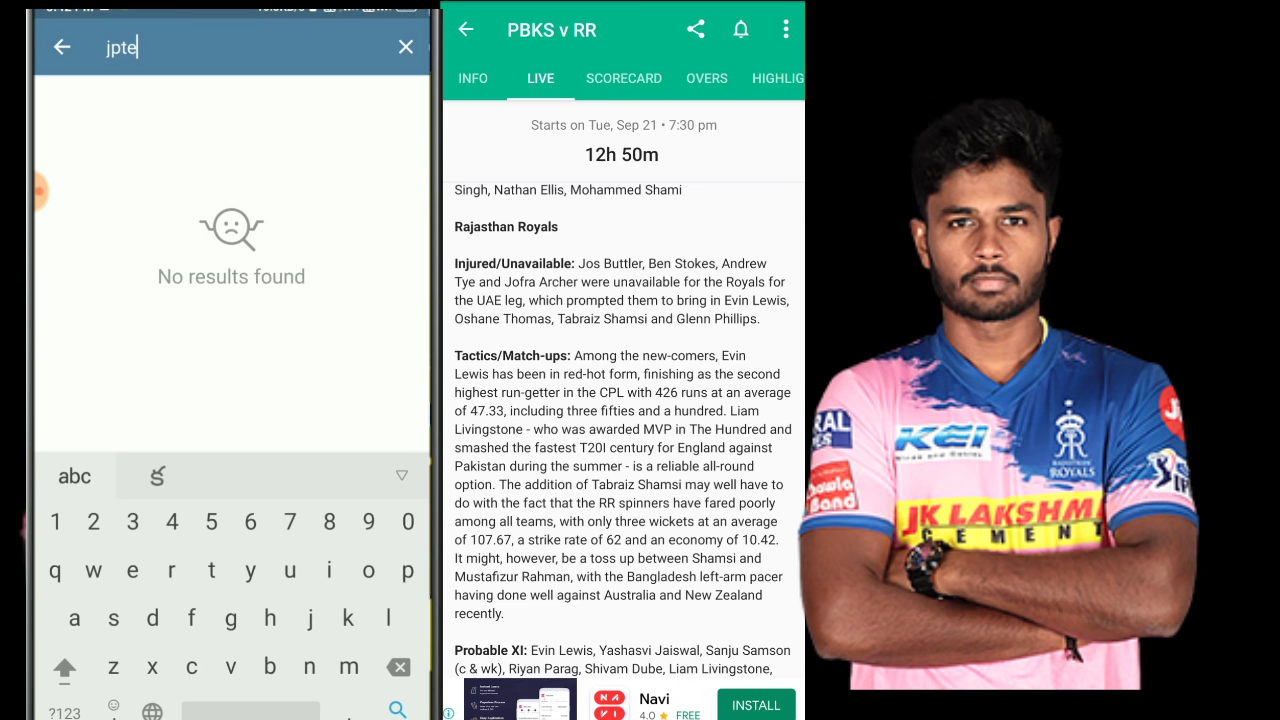 jpte
No results found
abc క
1 2 3 4 5 6 7 8 9 0
q w e r t y u i o p
a s d f g h j k l
z x c v b n m
PBKS v RR
INFO LIVE SCORECARD OVERS HIGHLIG
Starts on Tue, Sep 21 • 7:30 pm
12h 50m
Singh, Nathan Ellis, Mohammed Shami
Rajasthan Royals
Injured/Unavailable: Jos Buttler, Ben Stokes, Andrew
Tye and Jofra Archer were unavailable for the Royals for
the UAE leg, which prompted them to bring in Evin Lewis,
Oshane Thomas, Tabraiz Shamsi and Glenn Phillips.
Tactics/Match-ups: Among the new-comers, Evin
Lewis has been in red-hot form, finishing as the second
highest run-getter in the CPL with 426 runs at an average
of 47.33, including three fifties and a hundred. Liam
Livingstone - who was awarded MVP in The Hundred and
smashed the fastest T20I century for England against
Pakistan during the summer - is a reliable all-round
option. The addition of Tabraiz Shamsi may well have to
do with the fact that the RR spinners have fared poorly
among all teams, with only three wickets at an average
of 107.67, a strike rate of 62 and an economy of 10.42.
It might, however, be a toss up between Shamsi and
Mustafizur Rahman, with the Bangladesh left-arm pacer
having done well against Australia and New Zealand
recently.
Probable XI: Evin Lewis, Yashasvi Jaiswal, Sanju Samson
(c & wk), Riyan Parag, Shivam Dube, Liam Livingstone,
NAVI
Navi
4.0 ★ FREE
INSTALL
KEI
Wires and Cables
RAJASTHAN
ROYALS
JK LAKSHM
CEMENT